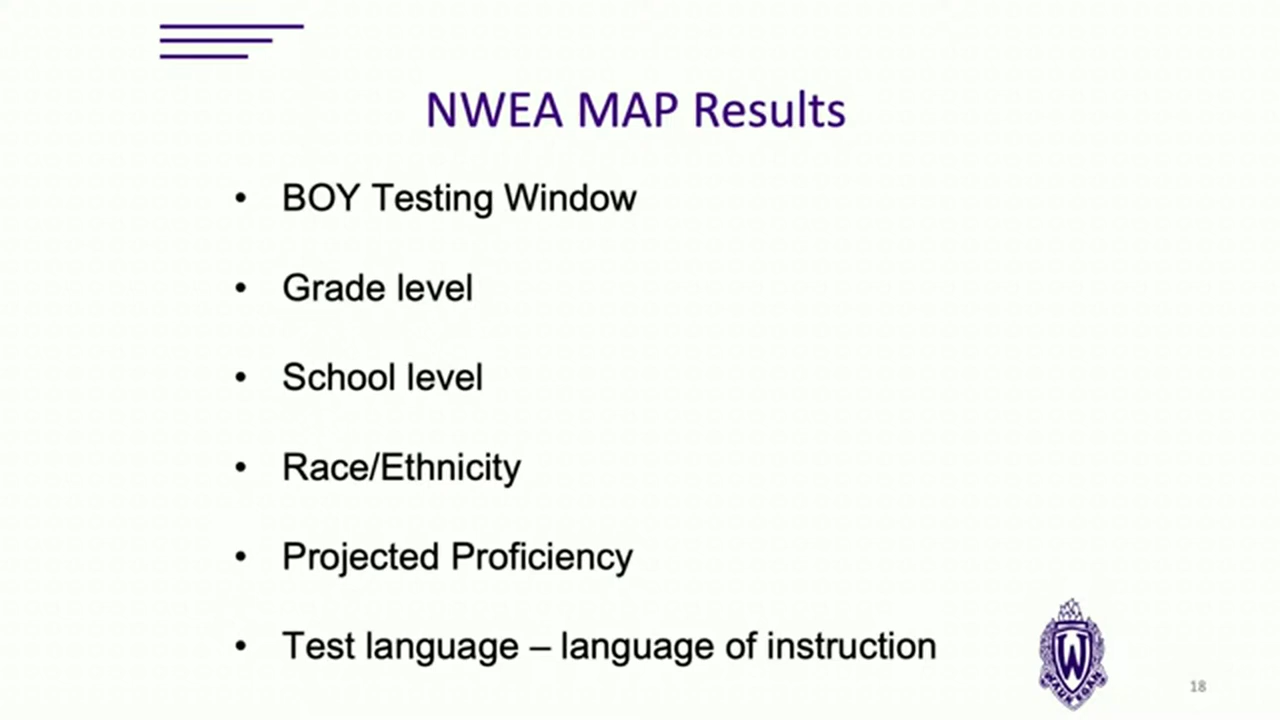 NWEA MAP Results
• BOY Testing Window
• Grade level
• School level
• Race/Ethnicity
• Projected Proficiency
• Test language – language of instruction
W
WAUKEGAN
18